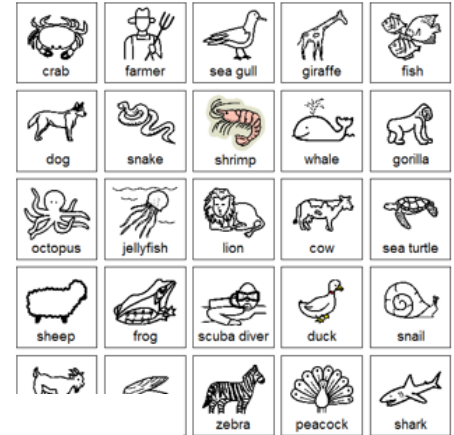 crab farmer sea gull giraffe fish
dog snake shrimp whale gorilla
octopus jellyfish lion cow sea turtle
sheep frog scuba diver duck snail
zebra peacock shark